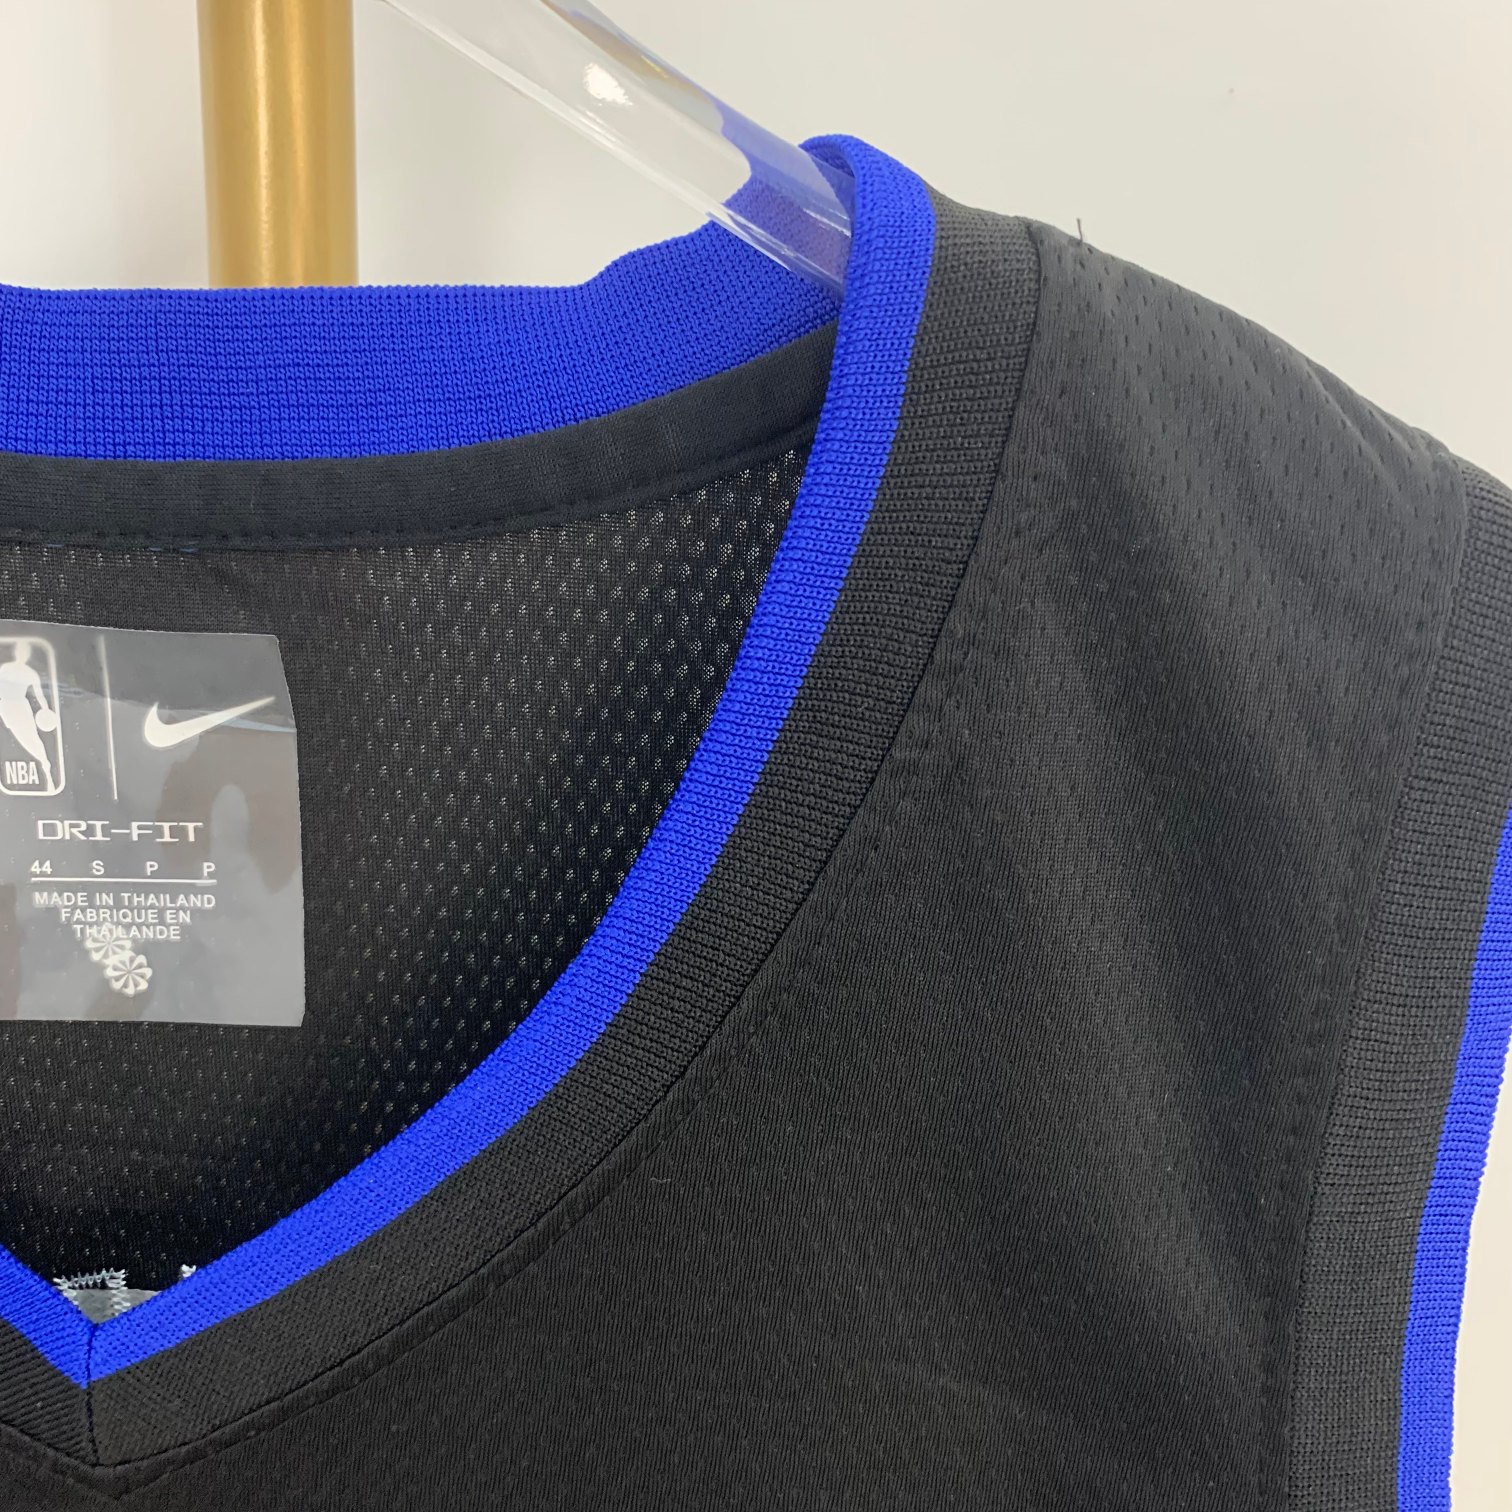 NBA
DRI-FIT
44 S P P
MADE IN THAILAND
FABRIQUE EN
THAILANDE